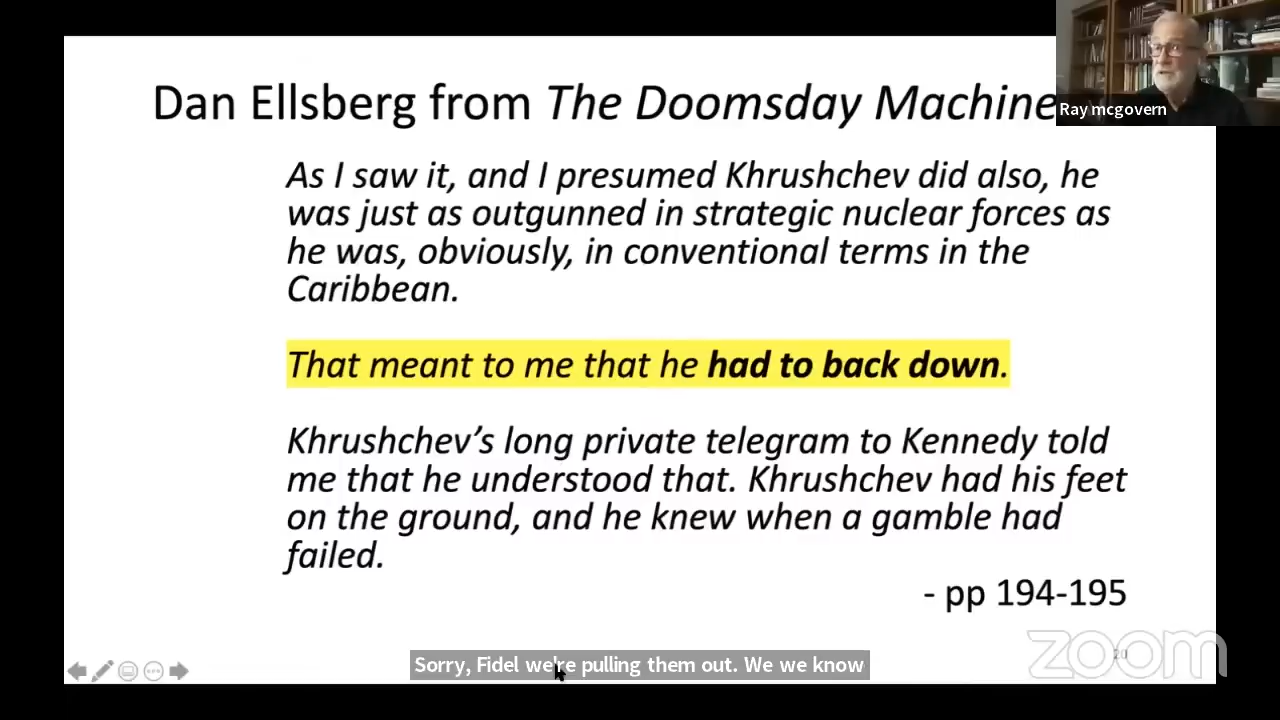 Dan Ellsberg from The Doomsday Machine
Ray mcgovern
As I saw it, and I presumed Khrushchev did also, he
was just as outgunned in strategic nuclear forces as
he was, obviously, in conventional terms in the
Caribbean.
That meant to me that he had to back down.
Khrushchev’s long private telegram to Kennedy told
me that he understood that. Khrushchev had his feet
on the ground, and he knew when a gamble had
failed.
- pp 194-195
zoom
20
Sorry, Fidel we're pulling them out. We we know